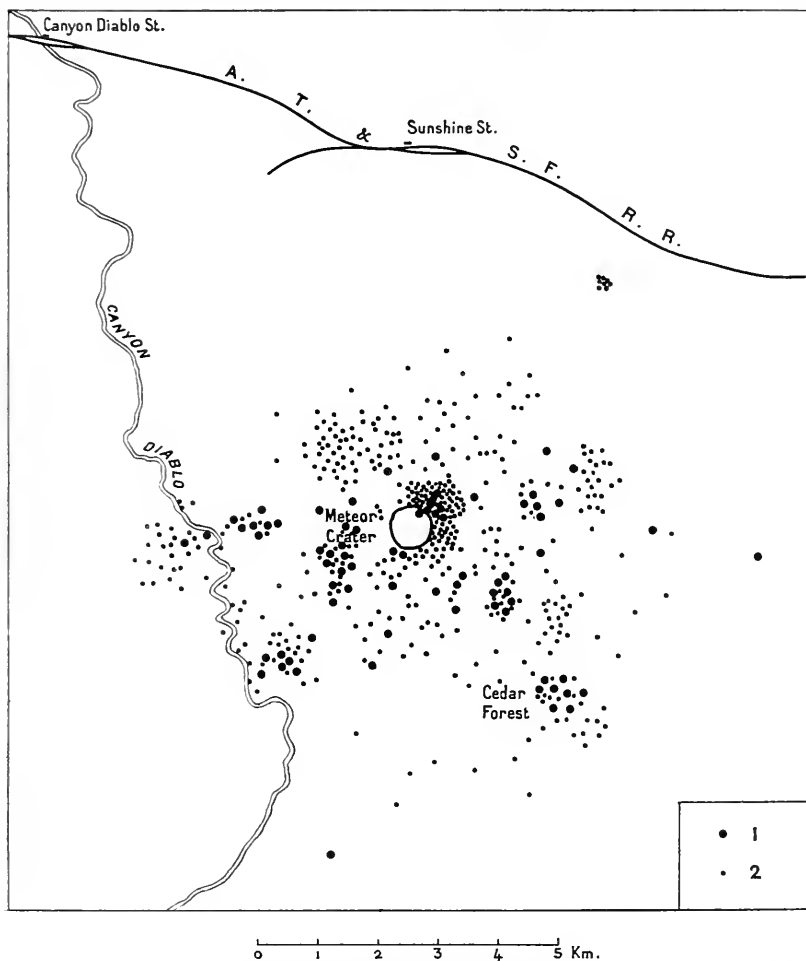 Canyon Diablo St.
A. T. & S. F. R. R.
Sunshine St.
CANYON
DIABLO
Meteor
Crater
Cedar
Forest
1
2
0 1 2 3 4 5 Km.